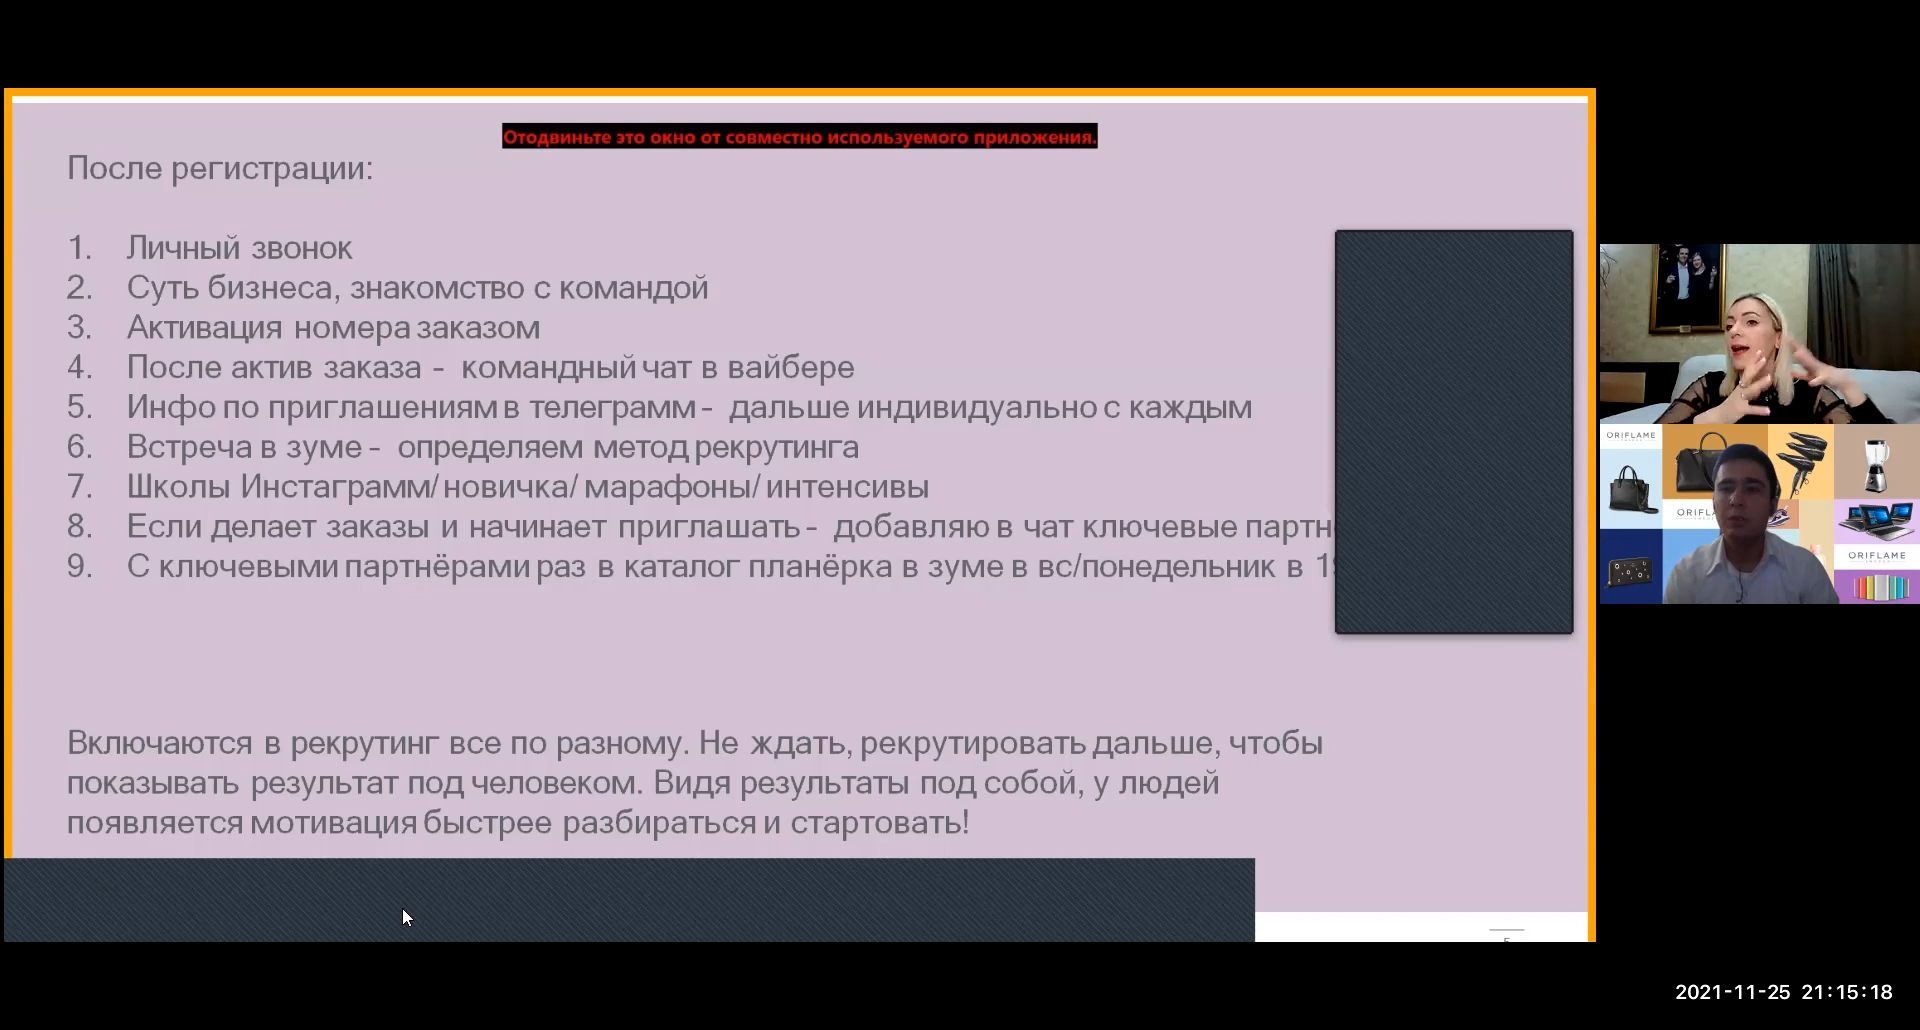 Отодвиньте это окно от совместно используемого приложения.
После регистрации:
1. Личный звонок
2. Суть бизнеса, знакомство с командой
3. Активация номера заказом
4. После актив заказа - командный чат в вайбере
5. Инфо по приглашениям в телеграмм - дальше индивидуально с каждым
6. Встреча в зуме - определяем метод рекрутинга
7. Школы Инстаграмм/ новичка/ марафоны/ интенсивы
8. Если делает заказы и начинает приглашать - добавляю в чат ключевые партн
9. С ключевыми партнёрами раз в каталог планёрка в зуме в вс/понедельник в
Включаются в рекрутинг все по разному. Не ждать, рекрутировать дальше, чтобы
показывать результат под человеком. Видя результаты под собой, у людей
появляется мотивация быстрее разбираться и стартовать!
ORIFLAME
ORIFL
ORIFLAME
2021-11-25 21:15:18